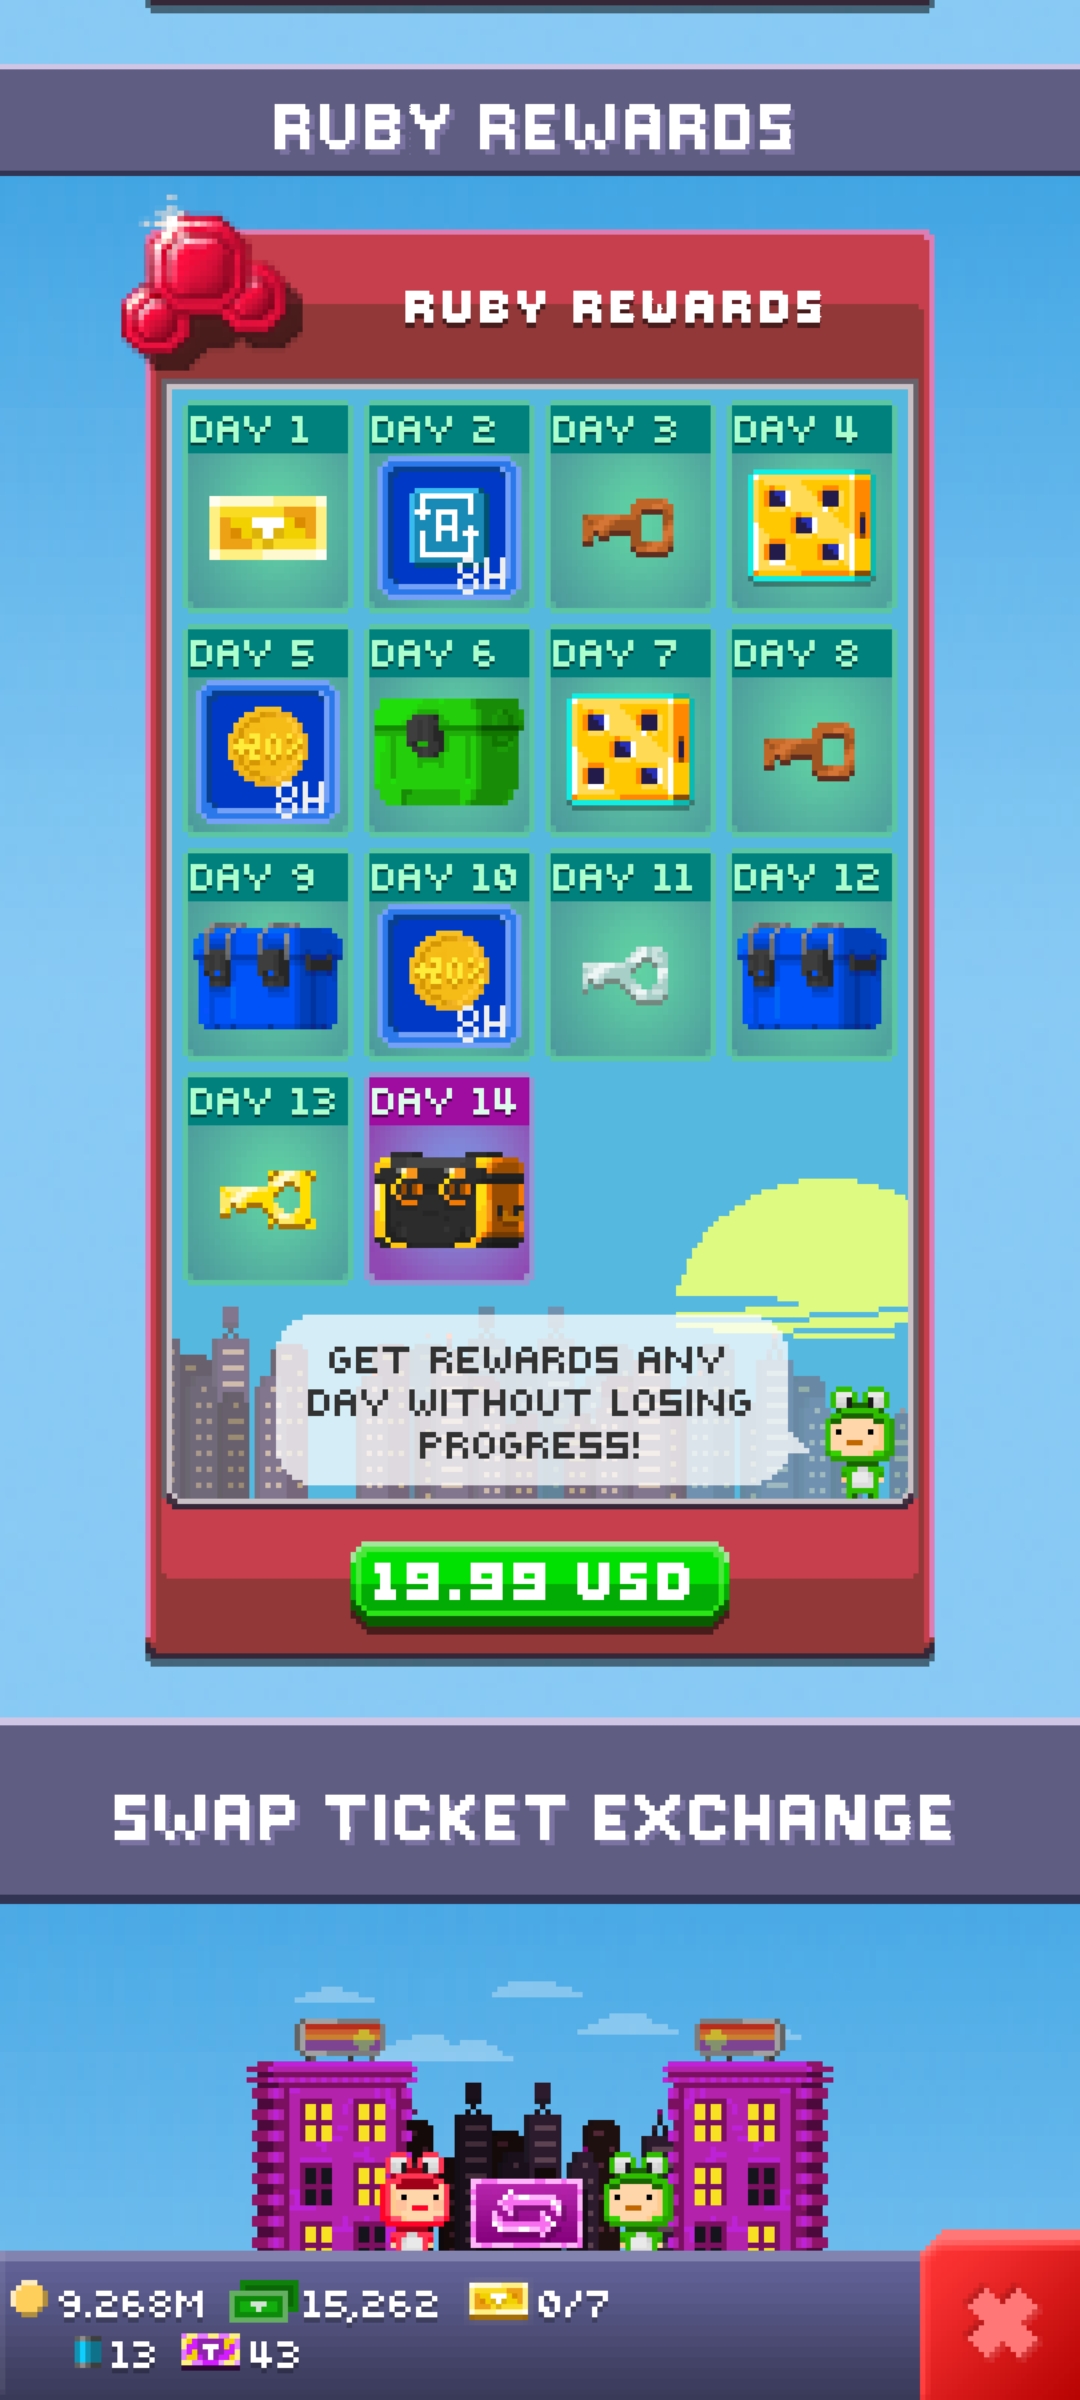 RUBY REWARDS
RUBY REWARDS
DAY 1
DAY 2
DAY 3
DAY 4
A
8H
DAY 5
DAY 6
DAY 7
DAY 8
8H
DAY 9
DAY 10
DAY 11
DAY 12
8H
DAY 13
DAY 14
GET REWARDS ANY
DAY WITHOUT LOSING
PROGRESS!
19.99 USD
SWAP TICKET EXCHANGE
9.268M 15,262 0/7
13 43